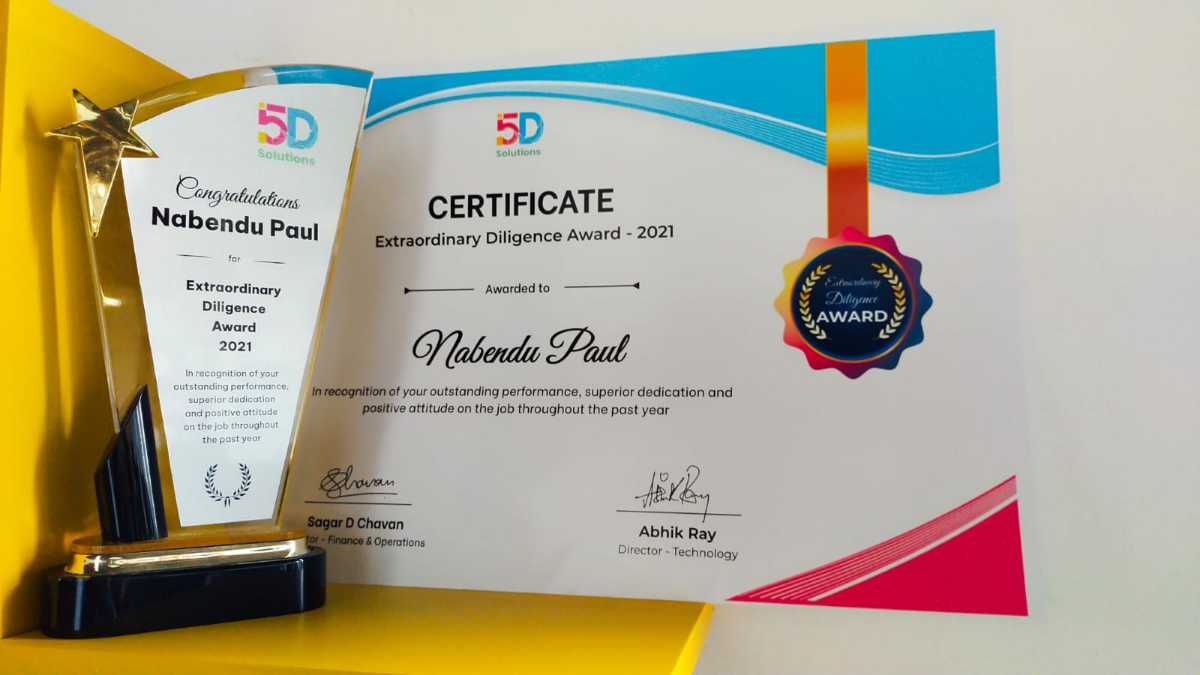 i5D
Solutions
Congratulations
Nabendu Paul
for
Extraordinary
Diligence
Award
2021
In recognition of your
outstanding performance,
superior dedication
and positive attitude
on the job throughout
the past year
i5D
Solutions
CERTIFICATE
Extraordinary Diligence Award - 2021
Awarded to
Nabendu Paul
In recognition of your outstanding performance, superior dedication and
positive attitude on the job throughout the past year
SChavan
Sagar D Chavan
tor - Finance & Operations
Abhik Ray
Abhik Ray
Director - Technology
Extraordinary
Diligence
AWARD